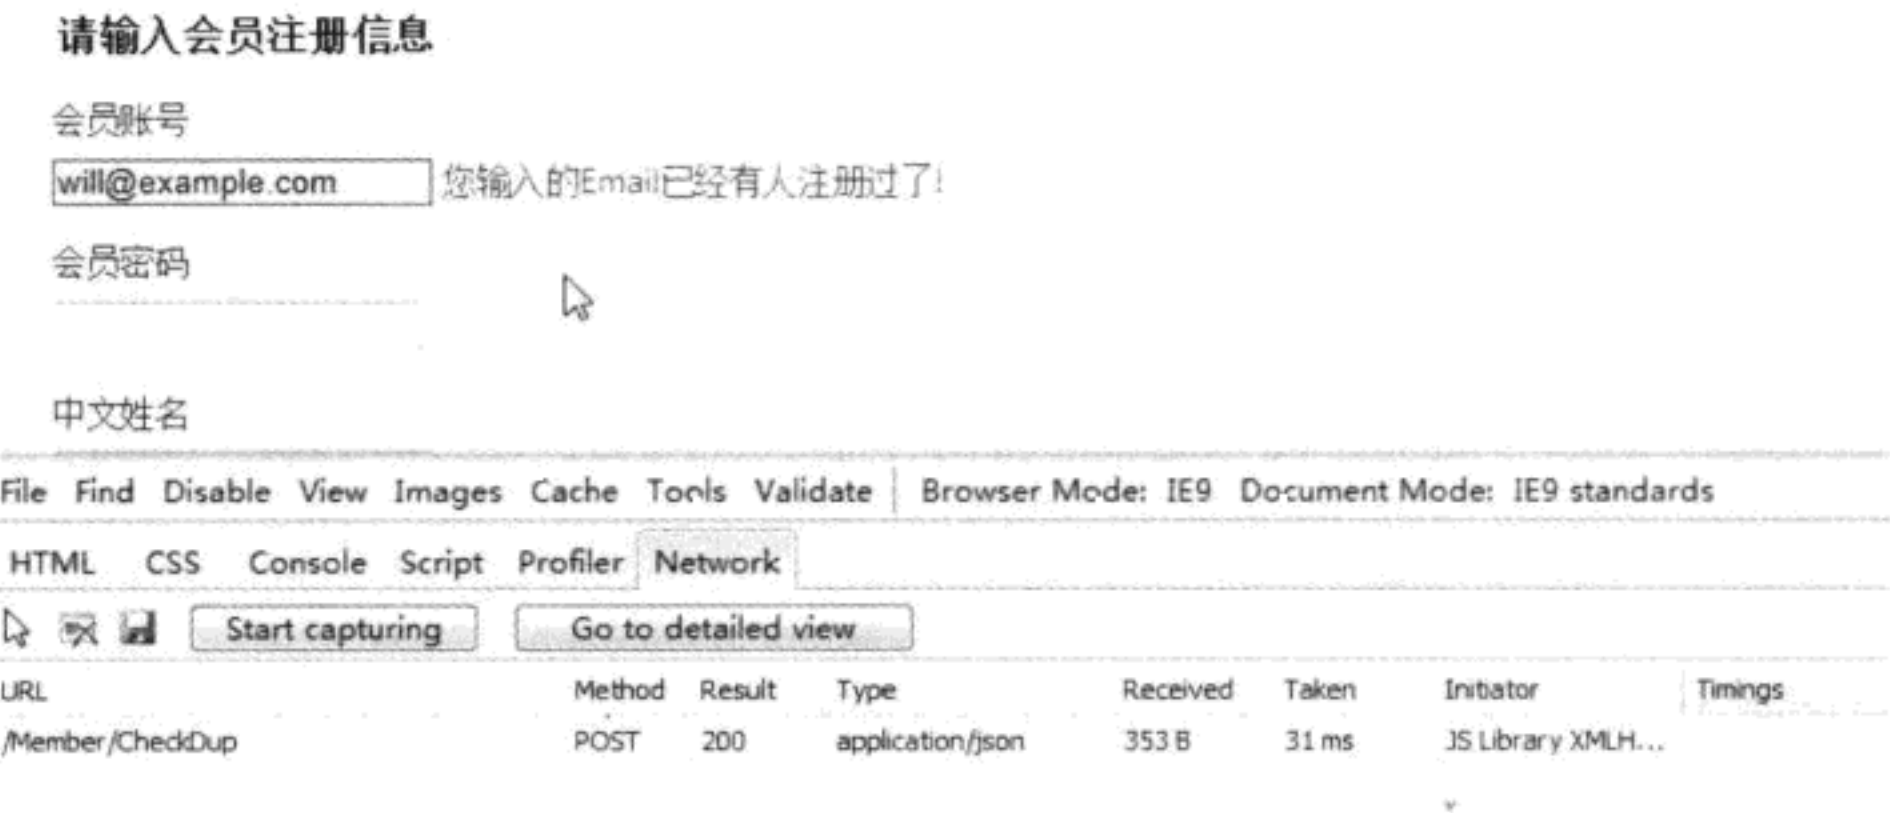 请输入会员注册信息
会员账号
will@example.com 您输入的Email已经有人注册过了!
会员密码
中文姓名
File Find Disable View Images Cache Tools Validate Browser Mode: IE9 Document Mode: IE9 standards
HTML CSS Console Script Profiler Network
Start capturing Go to detailed view
URL Method Result Type Received Taken Initiator Timings
/Member/CheckDup POST 200 application/json 353 B 31 ms JS Library XMLH...